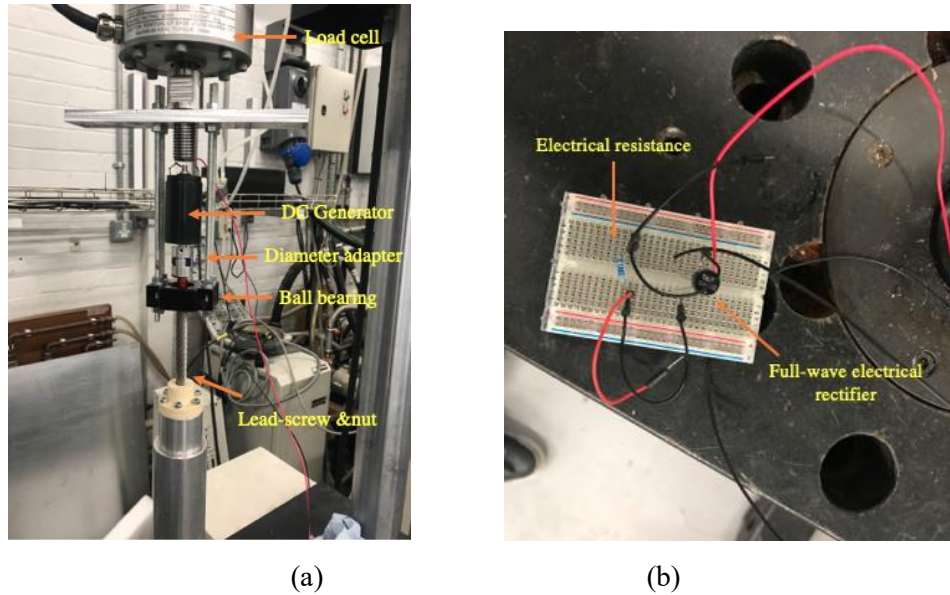 Load cell
DC Generator
Diameter adapter
Ball bearing
Lead-screw &nut
Electrical resistance
Full-wave electrical
rectifier
(a)
(b)